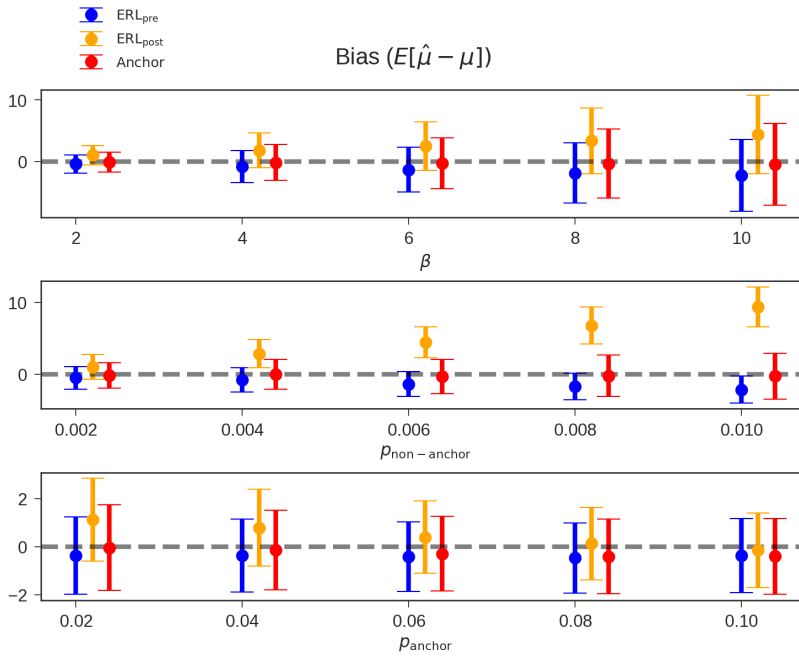 ERLpre
ERLpost
Anchor
Bias (E[μ̂ − μ])
10
0
2 4 6 8 10
β
10
0
0.002 0.004 0.006 0.008 0.010
pnon − anchor
2
0
−2
0.02 0.04 0.06 0.08 0.10
panchor